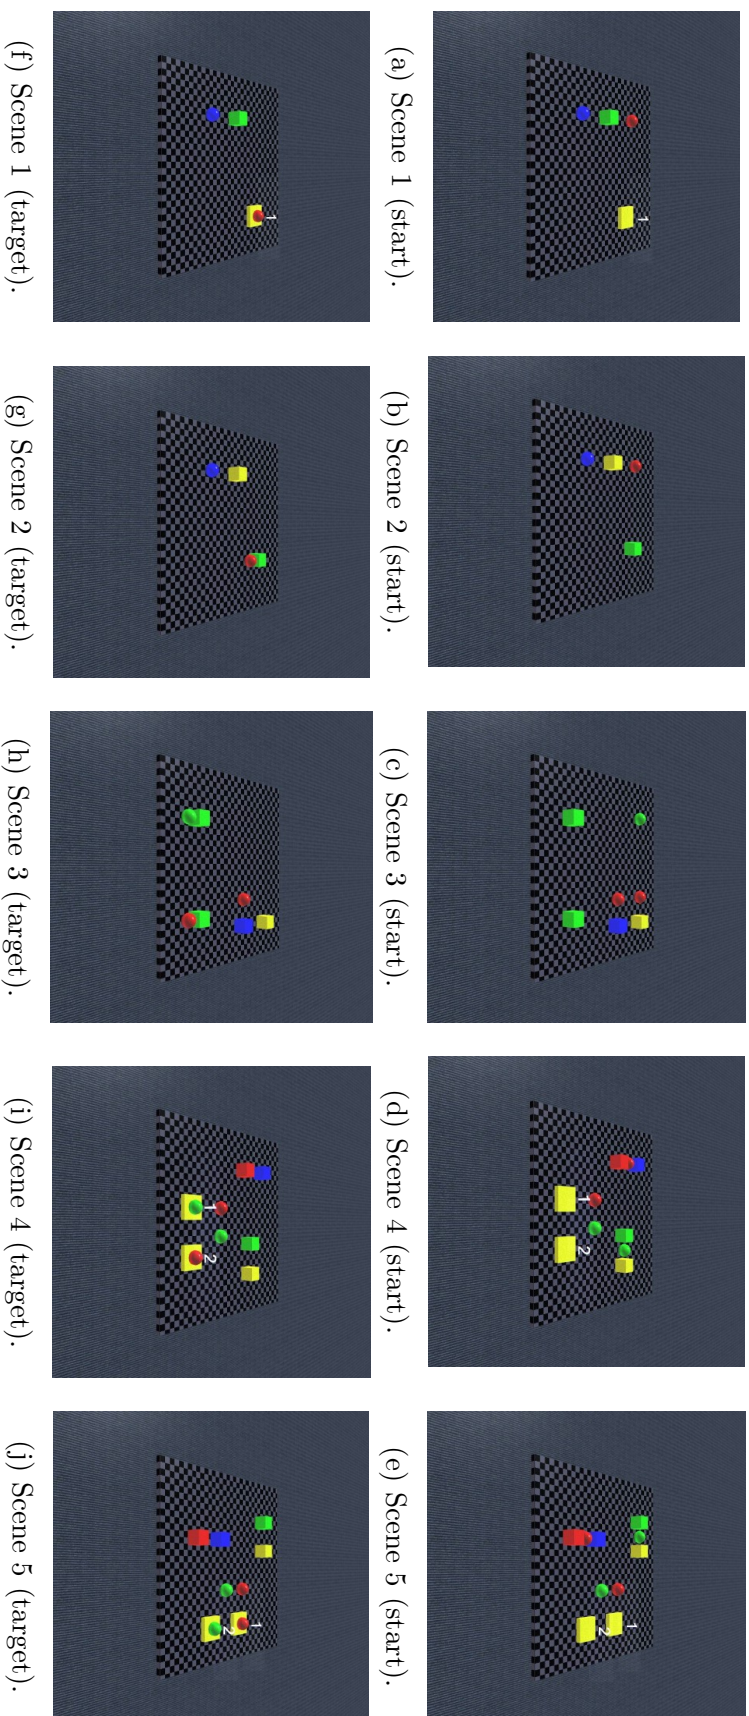 (a) Scene 1 (start).
(b) Scene 2 (start).
(c) Scene 3 (start).
(d) Scene 4 (start).
(e) Scene 5 (start).
(f) Scene 1 (target).
(g) Scene 2 (target).
(h) Scene 3 (target).
(i) Scene 4 (target).
(j) Scene 5 (target).
1
1
2
1
2
1
1
2
1
2